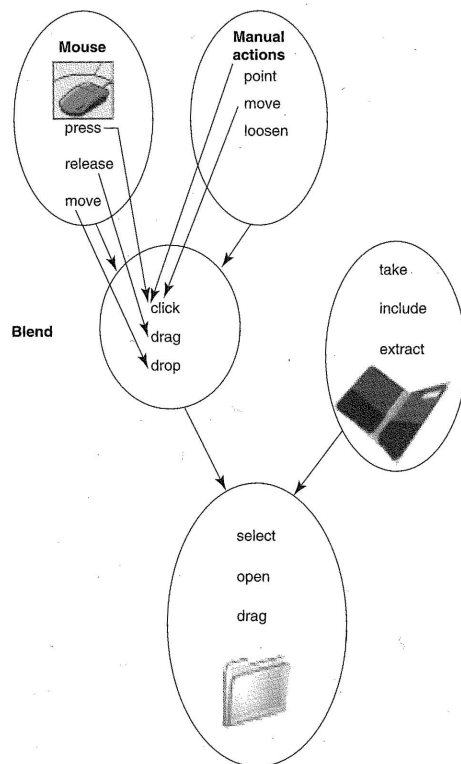 Mouse
press
release
move
Manual
actions
point
move
loosen
Blend
click
drag
drop
take
include
extract
select
open
drag